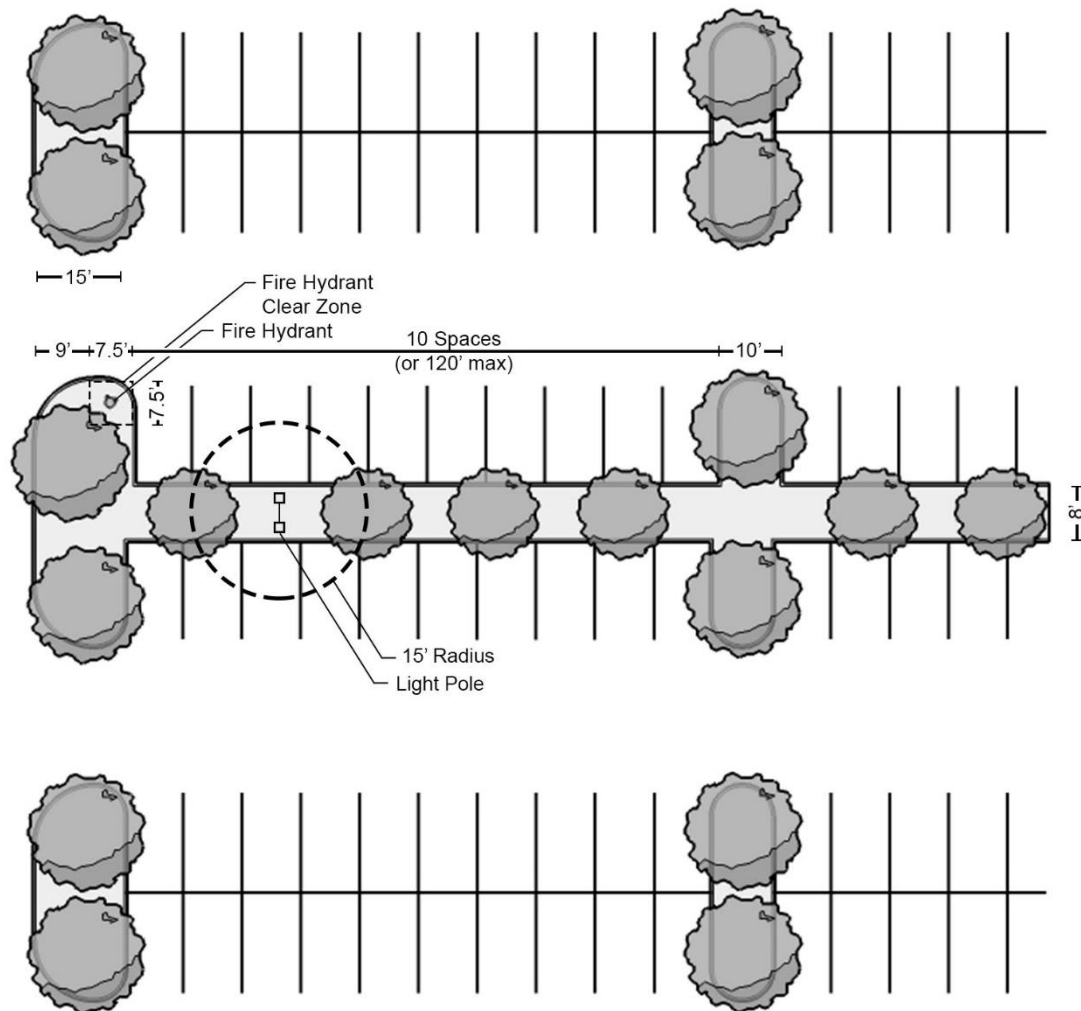 15'
Fire Hydrant
Clear Zone
Fire Hydrant
9'
7.5'
10 Spaces
(or 120' max)
10'
7.5'
8'
15' Radius
Light Pole